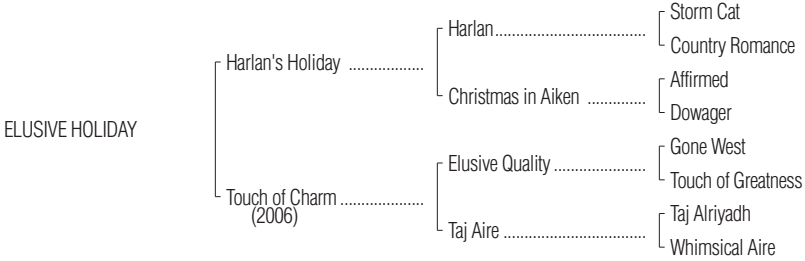 Storm Cat
Harlan..................................
Country Romance
Harlan's Holiday ..................
Affirmed
Christmas in Aiken ..............
Dowager
ELUSIVE HOLIDAY
Gone West
Elusive Quality ......................
Touch of Greatness
Touch of Charm ....................
(2006)
Taj Alriyadh
Taj Aire ..................................
Whimsical Aire